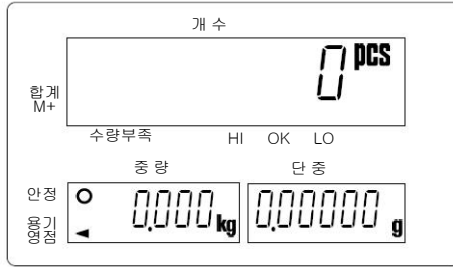 개 수
0 pcs
합계
M+
수량부족 HI OK LO
중 량 단 중
안정
0.000 kg 0.00000 g
용기
영점